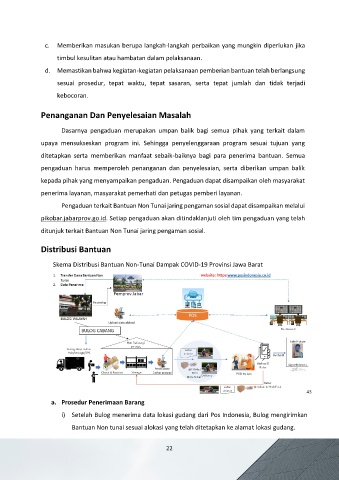 c. Memberikan masukan berupa langkah-langkah perbaikan yang mungkin diperlukan jika
timbul kesulitan atau hambatan dalam pelaksanaan.
d. Memastikan bahwa kegiatan-kegiatan pelaksanaan pemberian bantuan telah berlangsung
sesuai prosedur, tepat waktu, tepat sasaran, serta tepat jumlah dan tidak terjadi
kebocoran.
Penanganan Dan Penyelesaian Masalah
Dasarnya pengaduan merupakan umpan balik bagi semua pihak yang terkait dalam
upaya mensukseskan program ini. Sehingga penyelenggaraan program sesuai tujuan yang
ditetapkan serta memberikan manfaat sebaik-baiknya bagi para penerima bantuan. Semua
pengaduan harus memperoleh penanganan dan penyelesaian, serta diberikan umpan balik
kepada pihak yang menyampaikan pengaduan. Pengaduan dapat disampaikan oleh masyarakat
penerima layanan, masyarakat pemerhati dan petugas pemberi layanan.
Pengaduan terkait Bantuan Non Tunai jaring pengaman sosial dapat disampaikan melalui
pikobar.jabarprov.go.id. Setiap pengaduan akan ditindaklanjuti oleh tim pengaduan yang telah
ditunjuk terkait Bantuan Non Tunai jaring pengaman sosial.
Distribusi Bantuan
Skema Distribusi Bantuan Non-Tunai Dampak COVID-19 Provinsi Jawa Barat
1. Transfer Dana Bantuan Non
Tunai
2. Data Penerima
Pemprov Jabar
BULOG WILAYAH
POS
BULOG CABANG
43
a. Prosedur Penerimaan Barang
i) Setelah Bulog menerima data lokasi gudang dari Pos Indonesia, Bulog mengirimkan
Bantuan Non tunai sesuai alokasi yang telah ditetapkan ke alamat lokasi gudang.
22